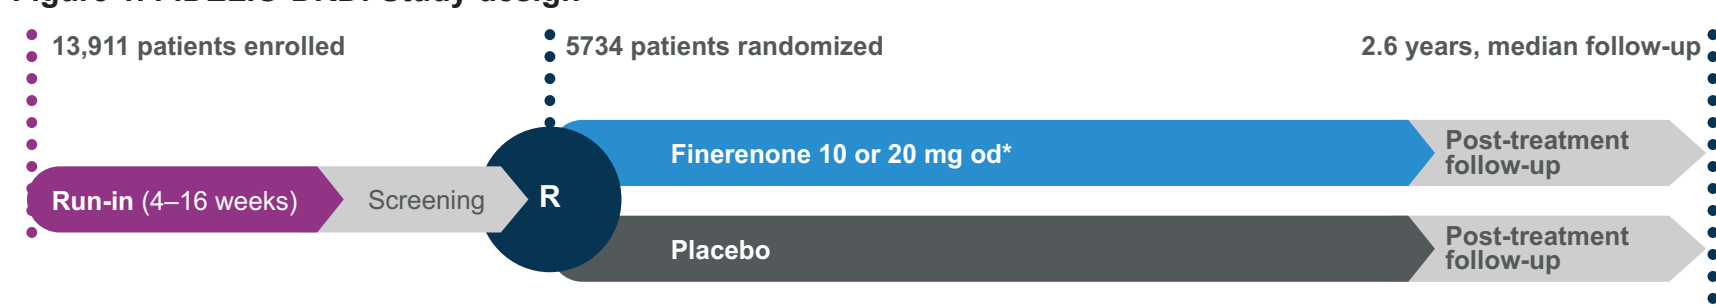 13,911 patients enrolled
5734 patients randomized
2.6 years, median follow-up
Run-in (4–16 weeks)
Screening
R
Finerenone 10 or 20 mg od*
Post-treatment
follow-up
Placebo
Post-treatment
follow-up